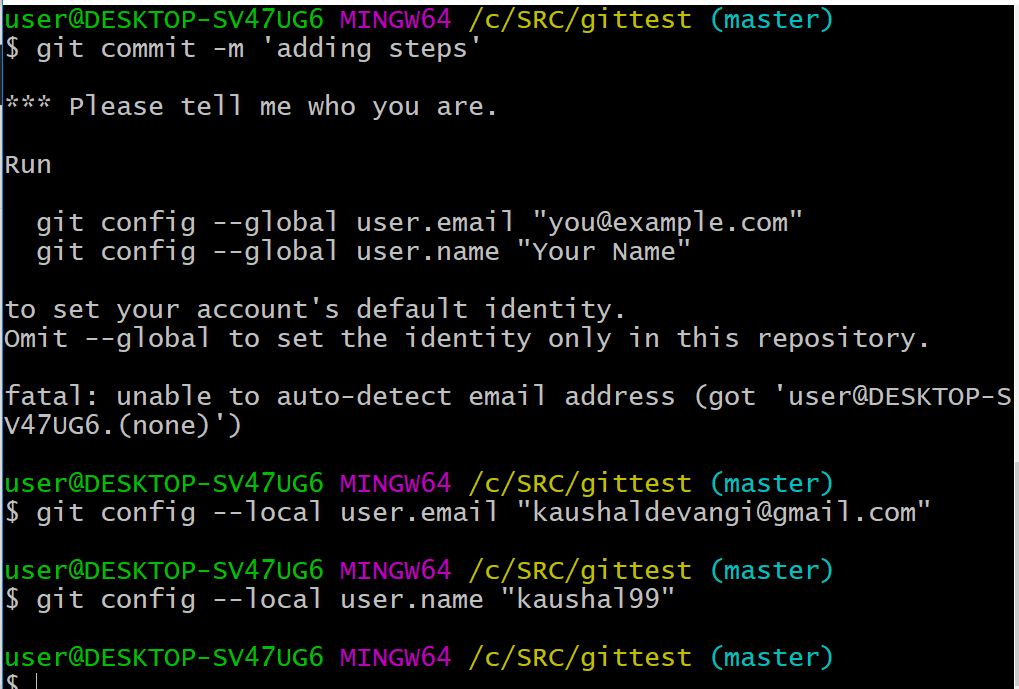 user@DESKTOP-SV47UG6 MINGW64 /c/SRC/gittest (master)
$ git commit -m 'adding steps'
*** Please tell me who you are.
Run
git config --global user.email "you@example.com"
git config --global user.name "Your Name"
to set your account's default identity.
Omit --global to set the identity only in this repository.
fatal: unable to auto-detect email address (got 'user@DESKTOP-S
V47UG6.(none)')
user@DESKTOP-SV47UG6 MINGW64 /c/SRC/gittest (master)
$ git config --local user.email "kaushaldevangi@gmail.com"
user@DESKTOP-SV47UG6 MINGW64 /c/SRC/gittest (master)
$ git config --local user.name "kaushal99"
user@DESKTOP-SV47UG6 MINGW64 /c/SRC/gittest (master)
$